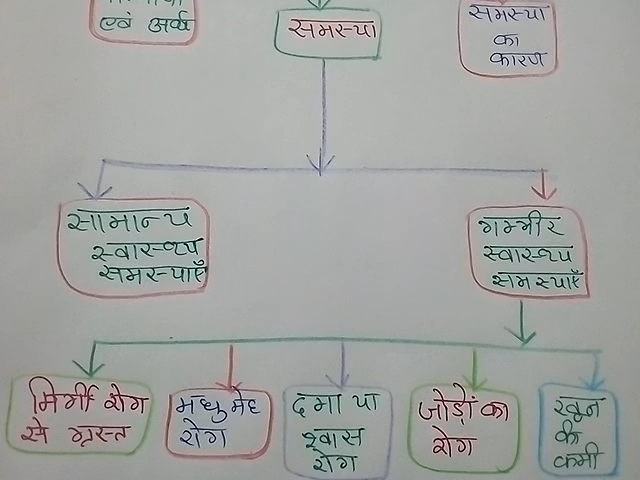 एवं अर्थ
समस्या
समस्या
का
कारण
सामान्य
स्वास्थ्य
समस्याएँ
गम्भीर
स्वास्थ्य
समस्याएँ
मिर्गी रोग
से ग्रस्त
मधुमेह
रोग
दमा या
श्वास
रोग
जोड़ों का
रोग
खून
की
कमी